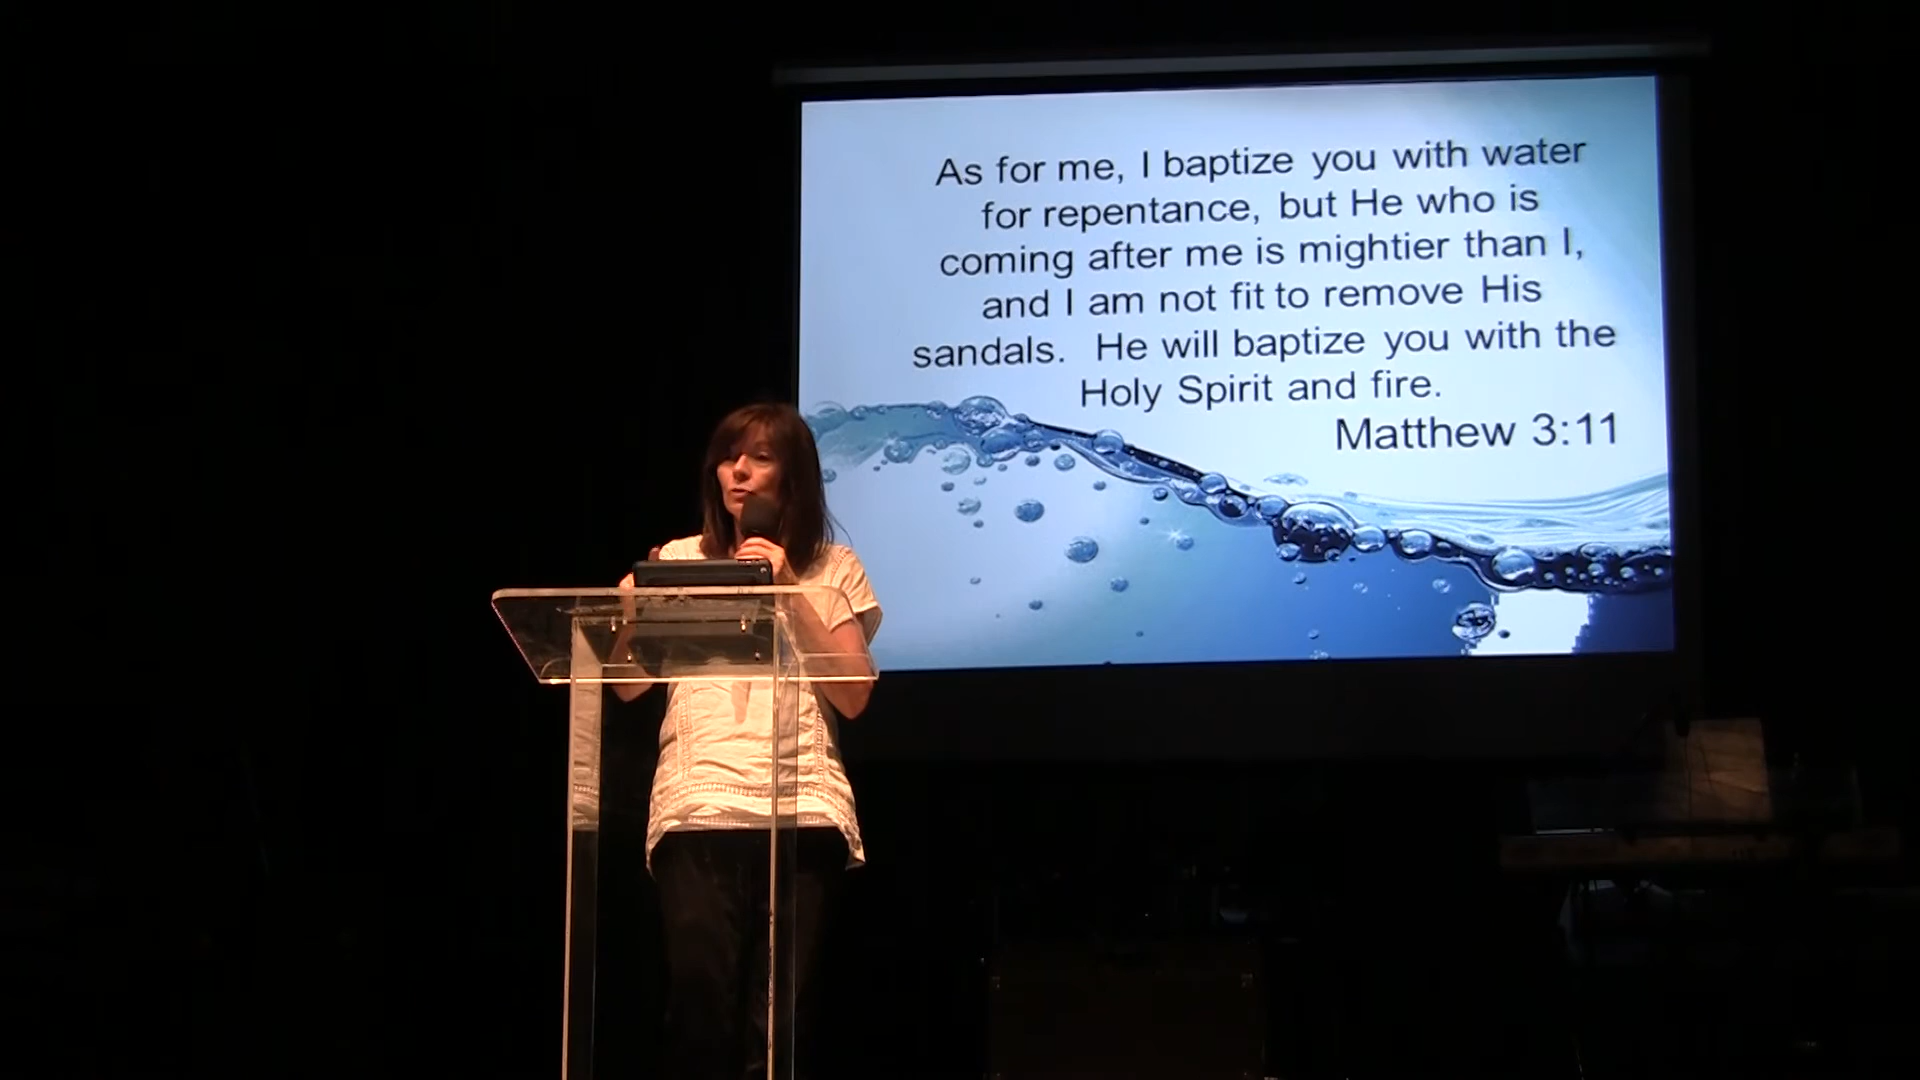 As for me, I baptize you with water
for repentance, but He who is
coming after me is mightier than I,
and I am not fit to remove His
sandals.  He will baptize you with the
Holy Spirit and fire.
Matthew 3:11